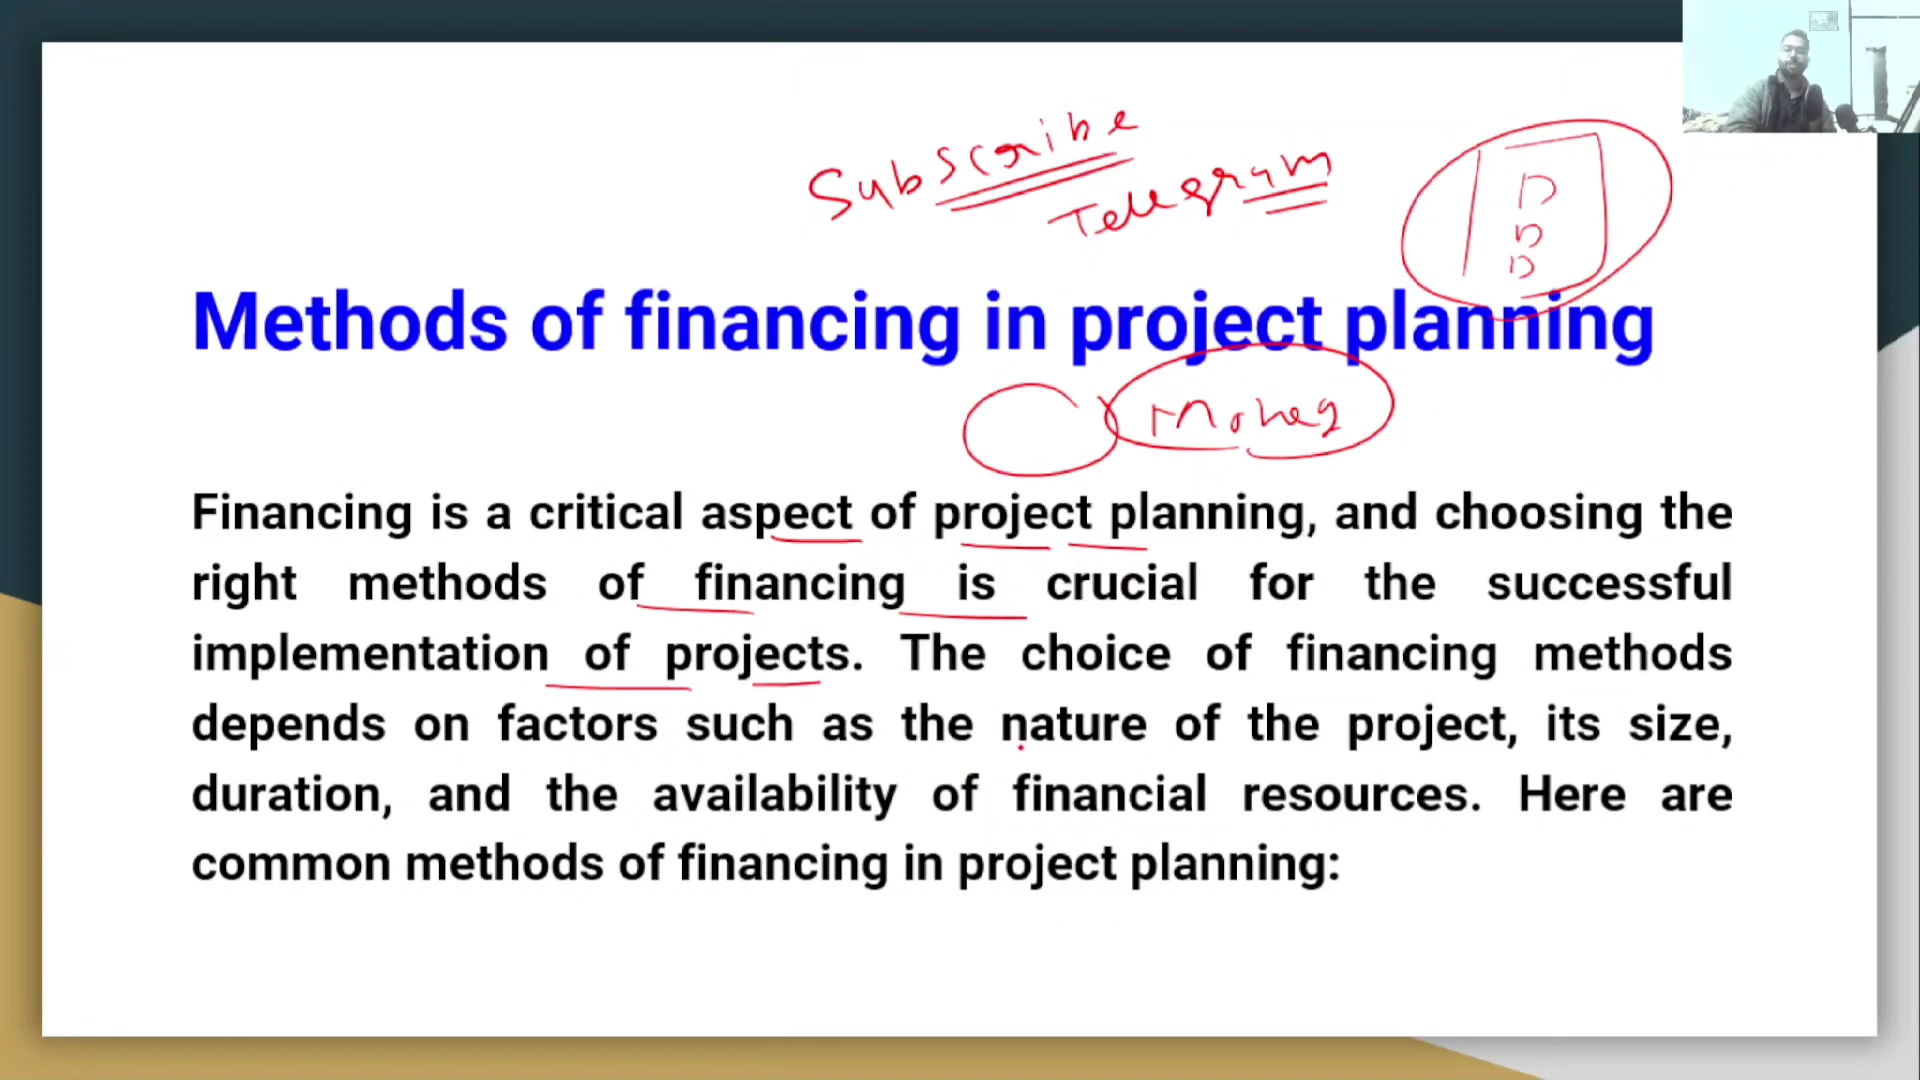 Subscribe
Telegram
D
D
D
Methods of financing in project planning
Money
Financing is a critical aspect of project planning, and choosing the
right methods of financing is crucial for the successful
implementation of projects. The choice of financing methods
depends on factors such as the nature of the project, its size,
duration, and the availability of financial resources. Here are
common methods of financing in project planning: